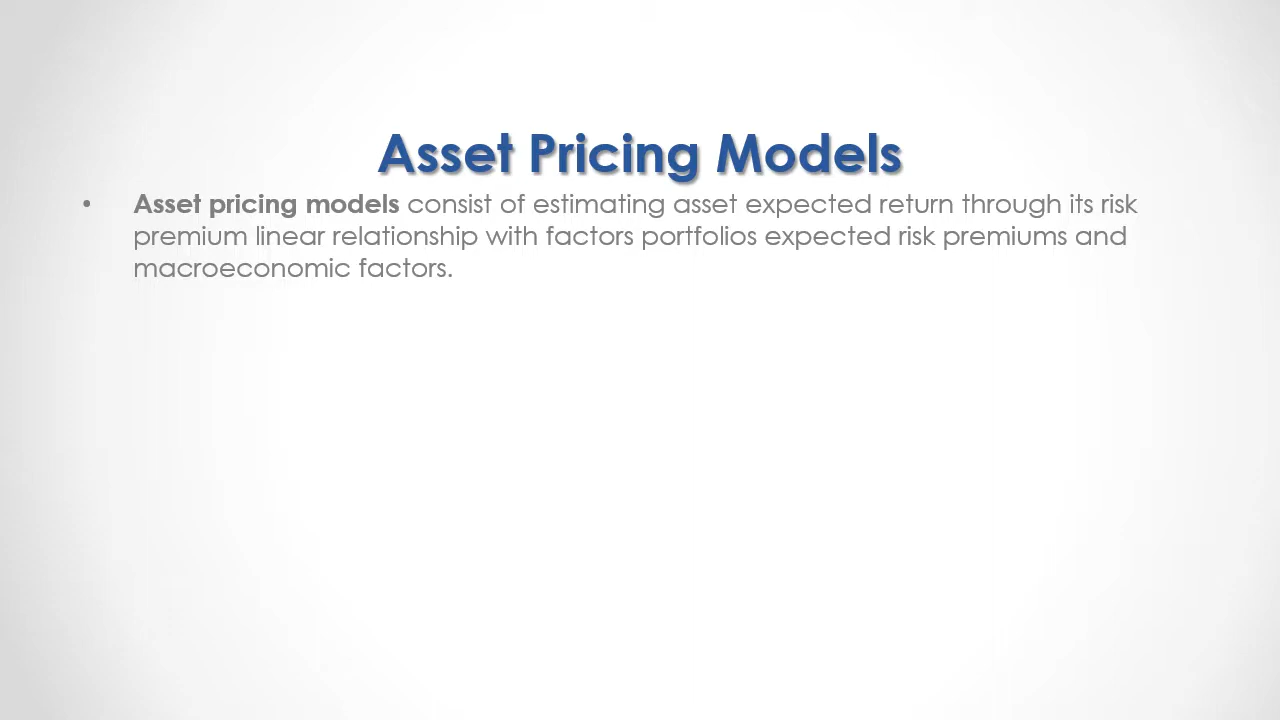 Asset Pricing Models
• Asset pricing models consist of estimating asset expected return through its risk
premium linear relationship with factors portfolios expected risk premiums and
macroeconomic factors.